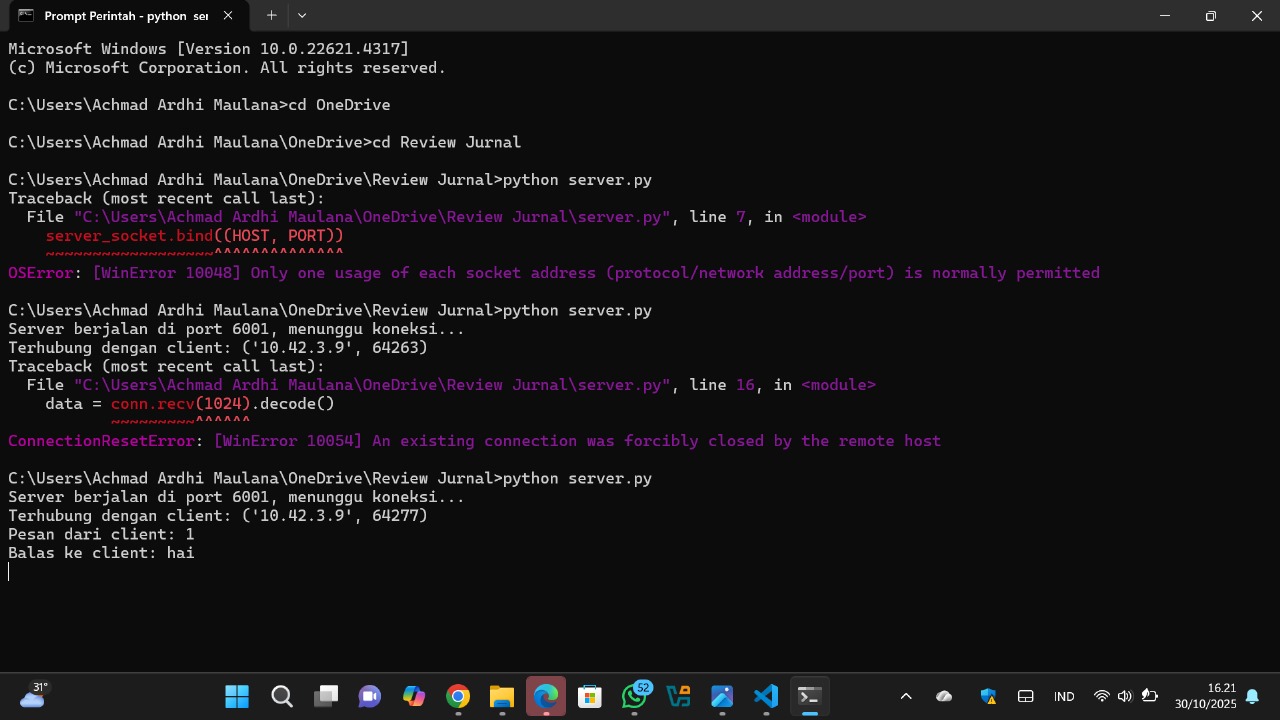 Prompt Perintah - python ser
Microsoft Windows [Version 10.0.22621.4317]
(c) Microsoft Corporation. All rights reserved.
C:\Users\Achmad Ardhi Maulana>cd OneDrive
C:\Users\Achmad Ardhi Maulana\OneDrive>cd Review Jurnal
C:\Users\Achmad Ardhi Maulana\OneDrive\Review Jurnal>python server.py
Traceback (most recent call last):
  File "C:\Users\Achmad Ardhi Maulana\OneDrive\Review Jurnal\server.py", line 7, in <module>
    server_socket.bind((HOST, PORT))
    ~~~~~~~~~~~~~~~~~~^^^^^^^^^^^^^^
OSError: [WinError 10048] Only one usage of each socket address (protocol/network address/port) is normally permitted
C:\Users\Achmad Ardhi Maulana\OneDrive\Review Jurnal>python server.py
Server berjalan di port 6001, menunggu koneksi...
Terhubung dengan client: ('10.42.3.9', 64263)
Traceback (most recent call last):
  File "C:\Users\Achmad Ardhi Maulana\OneDrive\Review Jurnal\server.py", line 16, in <module>
    data = conn.recv(1024).decode()
           ~~~~~~~~~^^^^^^
ConnectionResetError: [WinError 10054] An existing connection was forcibly closed by the remote host
C:\Users\Achmad Ardhi Maulana\OneDrive\Review Jurnal>python server.py
Server berjalan di port 6001, menunggu koneksi...
Terhubung dengan client: ('10.42.3.9', 64277)
Pesan dari client: 1
Balas ke client: hai
31°
52
IND
16.21
30/10/2025